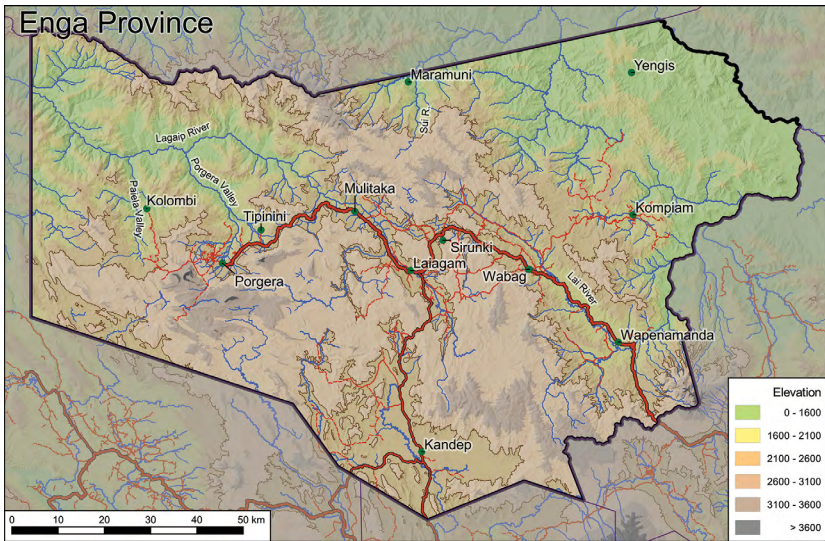 Enga Province
Maramuni
Yengis
Sui R.
Lagaip River
Porgera Valley
Paiela Valley
Kolombi
Mulitaka
Tipinini
Kompiam
Sirunki
Porgera
Laiagam
Wabag
Lai River
Wapenamanda
Kandep
Elevation
0 - 1600
1600 - 2100
2100 - 2600
2600 - 3100
3100 - 3600
> 3600
0 10 20 30 40 50 km